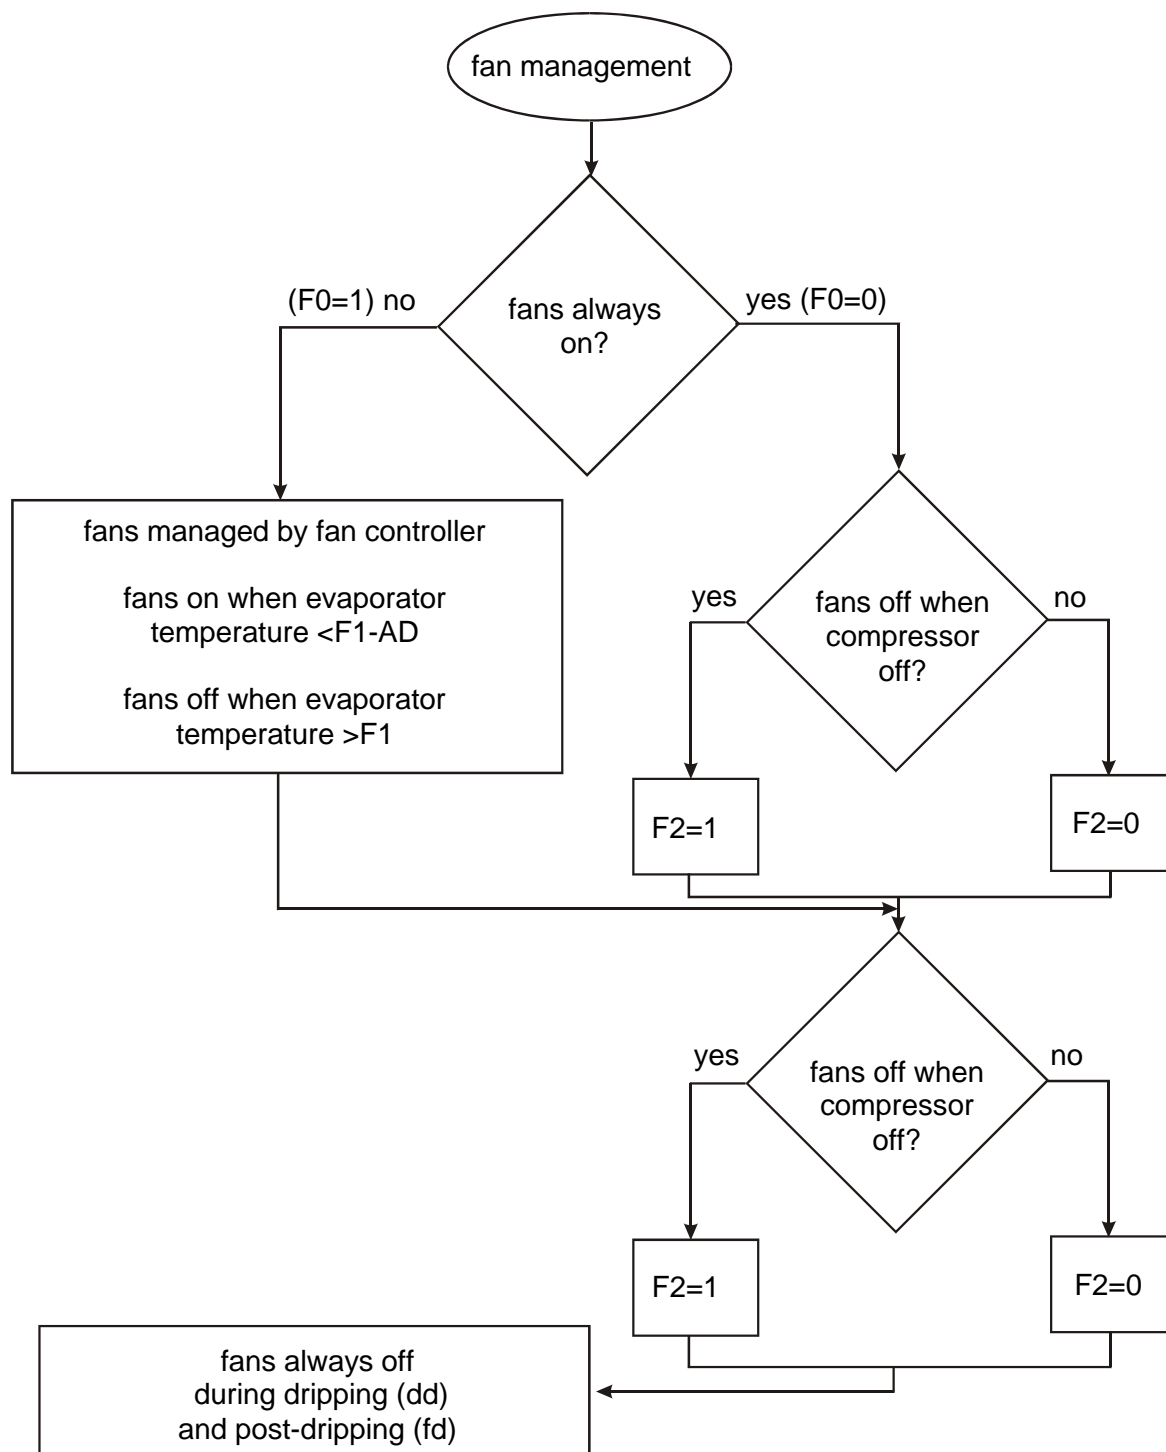 fan management
(F0=1) no
fans always
on?
yes (F0=0)
fans managed by fan controller
fans on when evaporator
temperature <F1-AD
fans off when evaporator
temperature >F1
yes
fans off when
compressor
off?
no
F2=1
F2=0
yes
fans off when
compressor
off?
no
F2=1
F2=0
fans always off
during dripping (dd)
and post-dripping (fd)